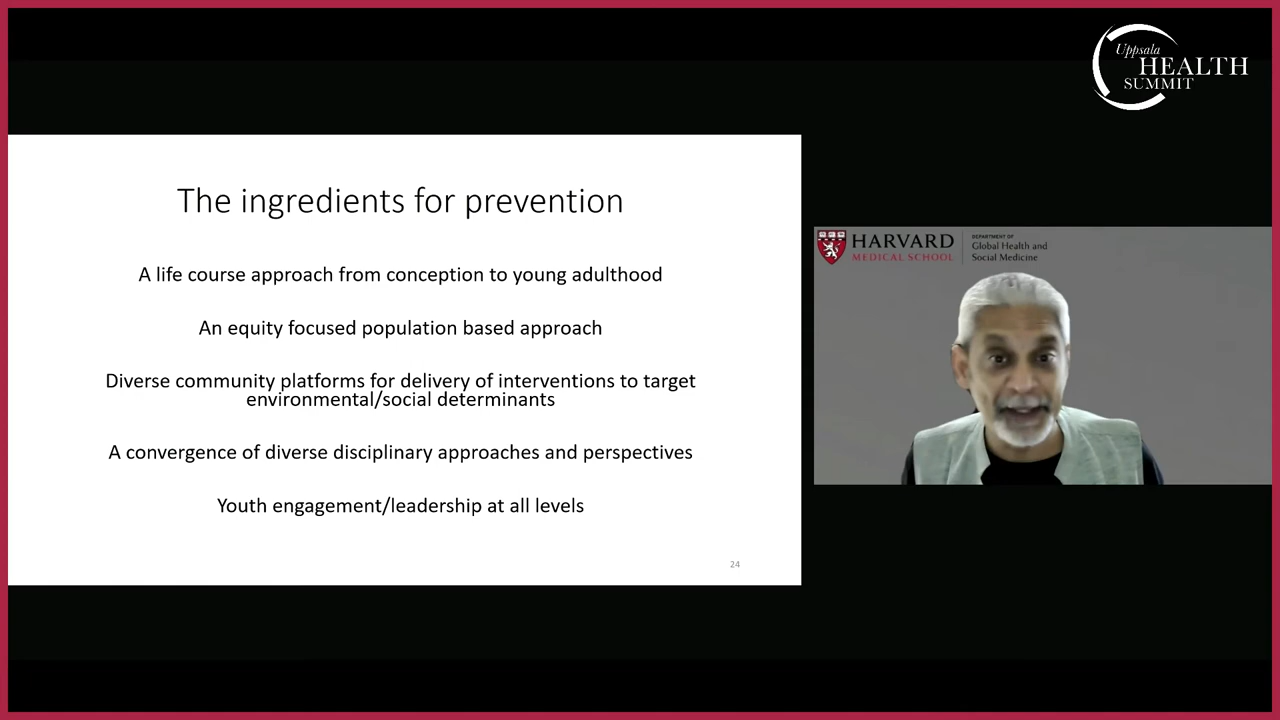 Uppsala
HEALTH
SUMMIT
The ingredients for prevention
A life course approach from conception to young adulthood
An equity focused population based approach
Diverse community platforms for delivery of interventions to target
environmental/social determinants
A convergence of diverse disciplinary approaches and perspectives
Youth engagement/leadership at all levels
24
HARVARD
MEDICAL SCHOOL
DEPARTMENT OF
Global Health and
Social Medicine